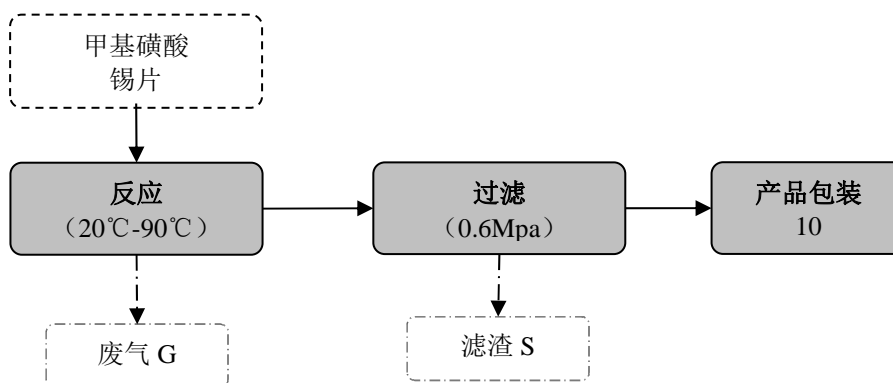 甲基磺酸
锡片
反应
（20℃-90℃）
过滤
（0.6Mpa）
产品包装
10
废气 G
滤渣 S